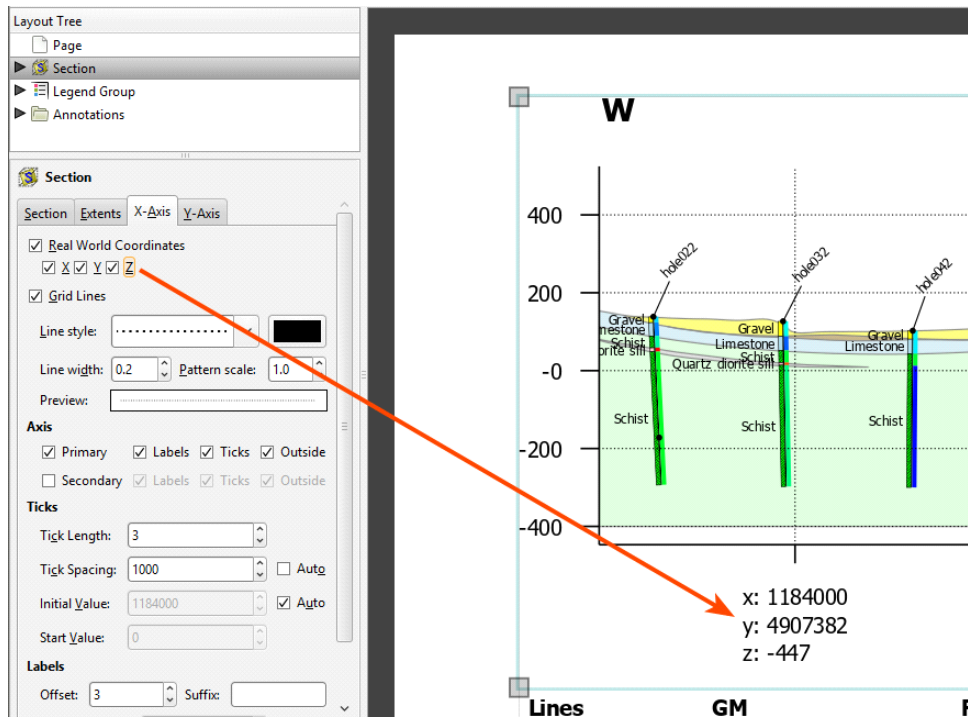 Layout Tree
Page
Section
Legend Group
Annotations
Section
Section Extents X-Axis Y-Axis
Real World Coordinates
X Y Z
Grid Lines
Line style:
Line width: 0.2 Pattern scale: 1.0
Preview:
Axis
Primary Labels Ticks Outside
Secondary Labels Ticks Outside
Ticks
Tick Length: 3
Tick Spacing: 1000 Auto
Initial Value: 1184000 Auto
Start Value: 0
Labels
Offset: 3 Suffix:
W
400
200
-0
-200
-400
hole022
hole032
hole042
Gravel
mestone
Schist
orite sill
Schist
Gravel
Limestone
Schist
Quartz diorite sill
Schist
Gravel
Limestone
Schist
x: 1184000
y: 4907382
z: -447
Lines GM